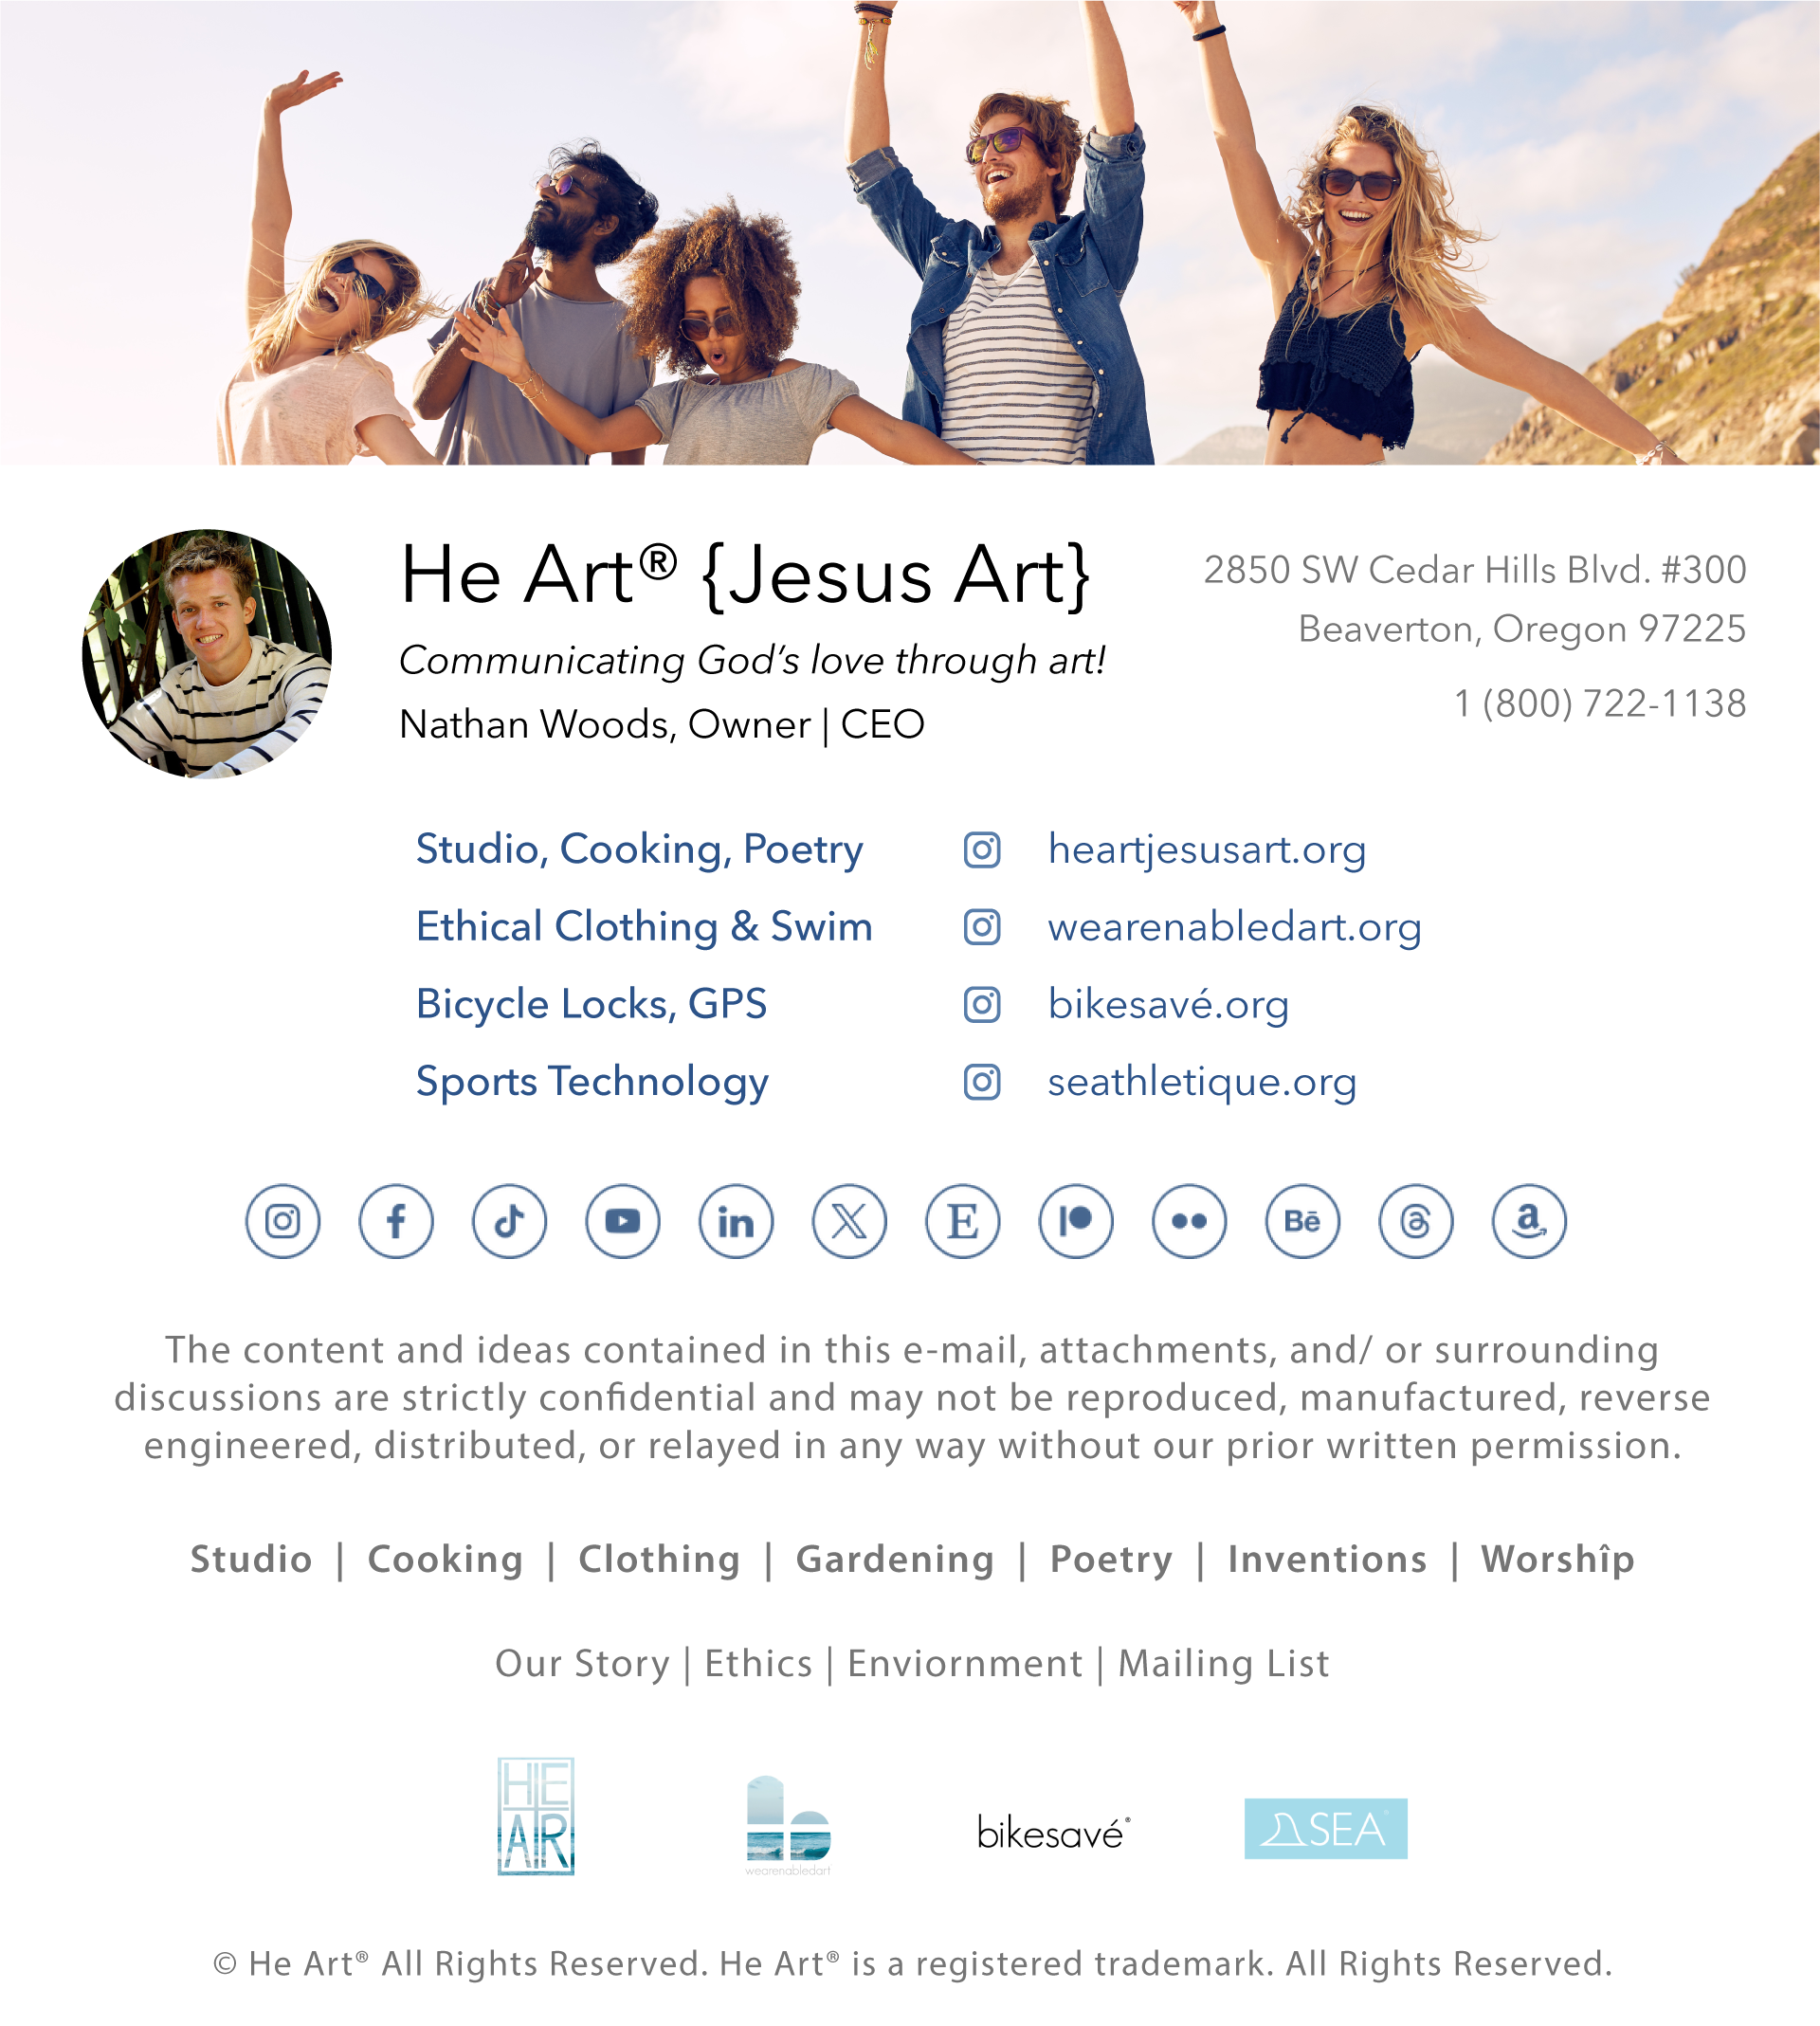 He Art® {Jesus Art}
Communicating God's love through art!
Nathan Woods, Owner | CEO
2850 SW Cedar Hills Blvd. #300
Beaverton, Oregon 97225
1 (800) 722-1138
Studio, Cooking, Poetry heartjesusart.org
Ethical Clothing & Swim wearenabledart.org
Bicycle Locks, GPS bikesavé.org
Sports Technology seathletique.org
The content and ideas contained in this e-mail, attachments, and/ or surrounding
discussions are strictly confidential and may not be reproduced, manufactured, reverse
engineered, distributed, or relayed in any way without our prior written permission.
Studio | Cooking | Clothing | Gardening | Poetry | Inventions | Worshîp
Our Story | Ethics | Enviornment | Mailing List
HE
AR
wearenabledart
bikesavé®
SEA®
© He Art® All Rights Reserved. He Art® is a registered trademark. All Rights Reserved.